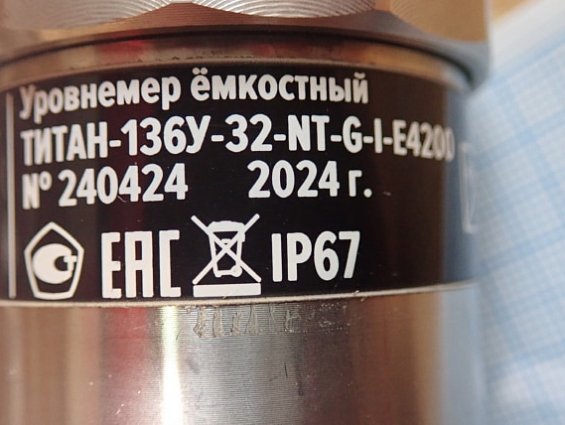 Уровнемер ёмкостный
ТИТАН-136У-32-NT-G-I-E4200
№ 240424 2024 г.
EAC IP67